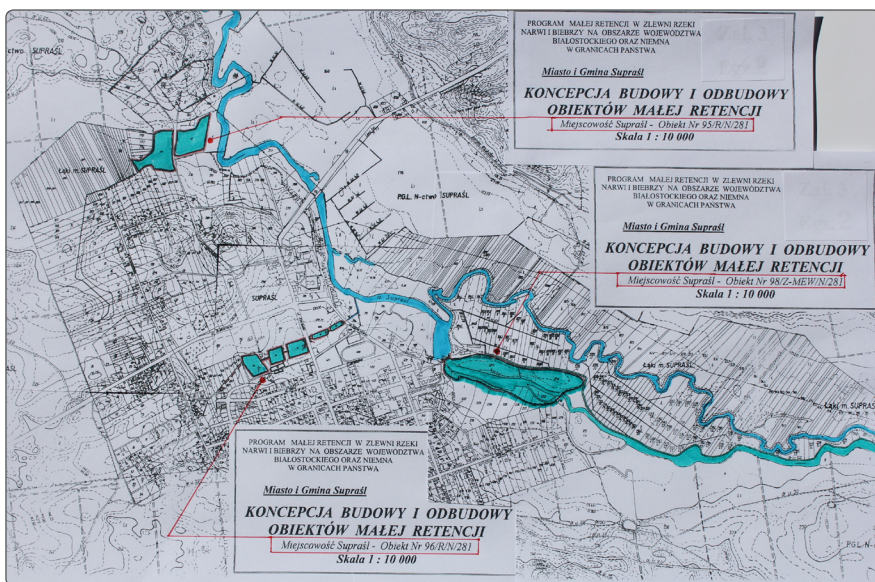 PROGRAM MAŁEJ RETENCJI W ZLEWNI RZEKI
NARWI I BIEBRZY NA OBSZARZE WOJEWÓDZTWA
BIAŁOSTOCKIEGO ORAZ NIEMNA
W GRANICACH PAŃSTWA
Miasto i Gmina Supraśl
KONCEPCJA BUDOWY I ODBUDOWY
OBIEKTÓW MAŁEJ RETENCJI
Miejscowość Supraśl - Obiekt Nr 95/R/N/281
Skala 1 : 10 000
PROGRAM MAŁEJ RETENCJI W ZLEWNI RZEKI
NARWI I BIEBRZY NA OBSZARZE WOJEWÓDZTWA
BIAŁOSTOCKIEGO ORAZ NIEMNA
W GRANICACH PAŃSTWA
Miasto i Gmina Supraśl
KONCEPCJA BUDOWY I ODBUDOWY
OBIEKTÓW MAŁEJ RETENCJI
Miejscowość Supraśl - Obiekt Nr 98/Z-MEW/N/281
Skala 1 : 10 000
PROGRAM MAŁEJ RETENCJI W ZLEWNI RZEKI
NARWI I BIEBRZY NA OBSZARZE WOJEWÓDZTWA
BIAŁOSTOCKIEGO ORAZ NIEMNA
W GRANICACH PAŃSTWA
Miasto i Gmina Supraśl
KONCEPCJA BUDOWY I ODBUDOWY
OBIEKTÓW MAŁEJ RETENCJI
Miejscowość Supraśl - Obiekt Nr 96/R/N/281
Skala 1 : 10 000
SUPRAŚL
Łąki m. SUPRAŚL
P.G.L. N-ctwo SUPRAŚL
SUPRAŚL
Supraśl
Łąki m. SUPRAŚL
Łąki m. SUPRAŚL
P.G.L. N-